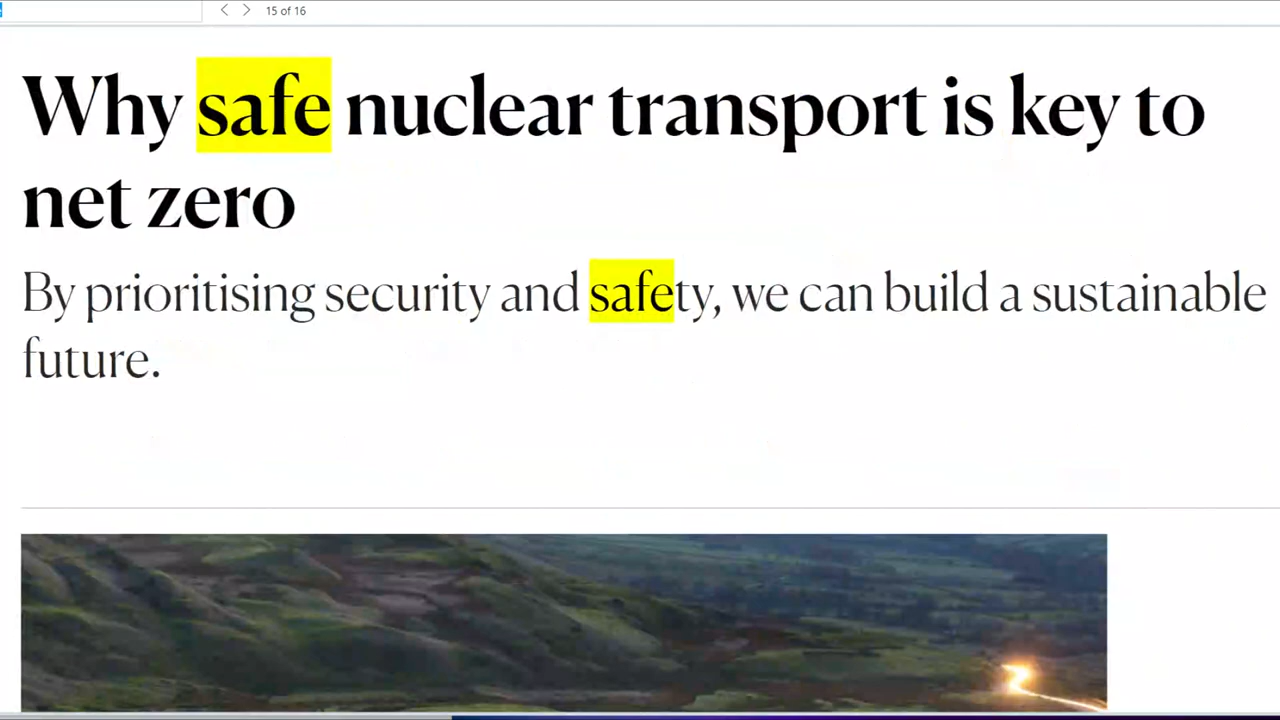 15 of 16
Why safe nuclear transport is key to
net zero
By prioritising security and safety, we can build a sustainable
future.